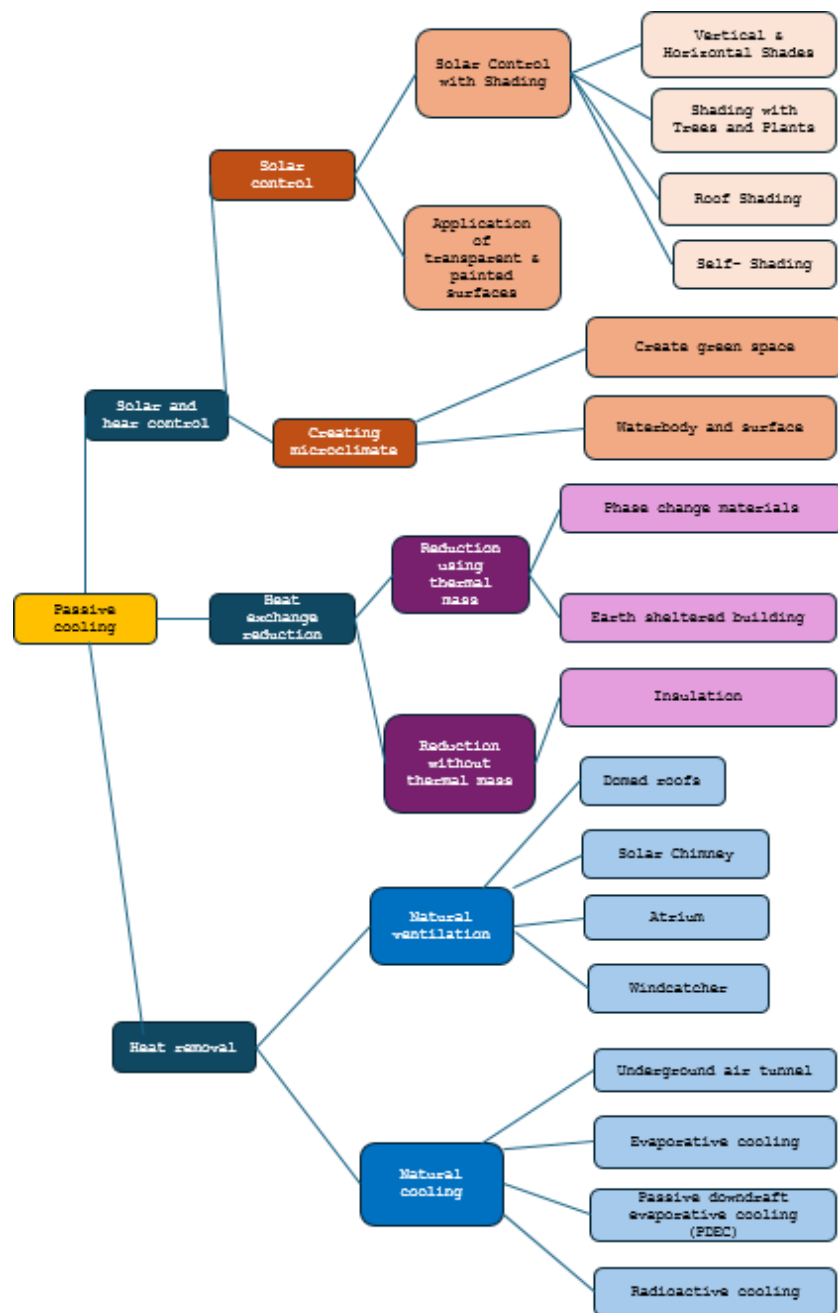 Vertical &
Horizontal Shades
Solar Control
with Shading
Shading with
Trees and Plants
Solar
control
Roof Shading
Application
of
transparent &
painted
surfaces
Self- Shading
Create green space
Solar and
hear control
Creating
microclimate
Waterbody and surface
Phase change materials
Reduction
using
thermal
mass
Passive
cooling
Heat
exchange
reduction
Earth sheltered building
Insulation
Reduction
without
thermal mass
Domed roofs
Solar Chimney
Natural
ventilation
Atrium
Windcatcher
Heat removal
Underground air tunnel
Evaporative cooling
Natural
cooling
Passive downdraft
evaporative cooling
(PDEC)
Radioactive cooling